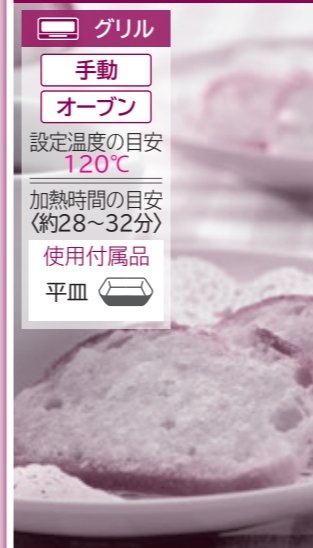 グリル
手動
オーブン
設定温度の目安
120℃
加熱時間の目安
〈約28〜32分〉
使用付属品
平皿